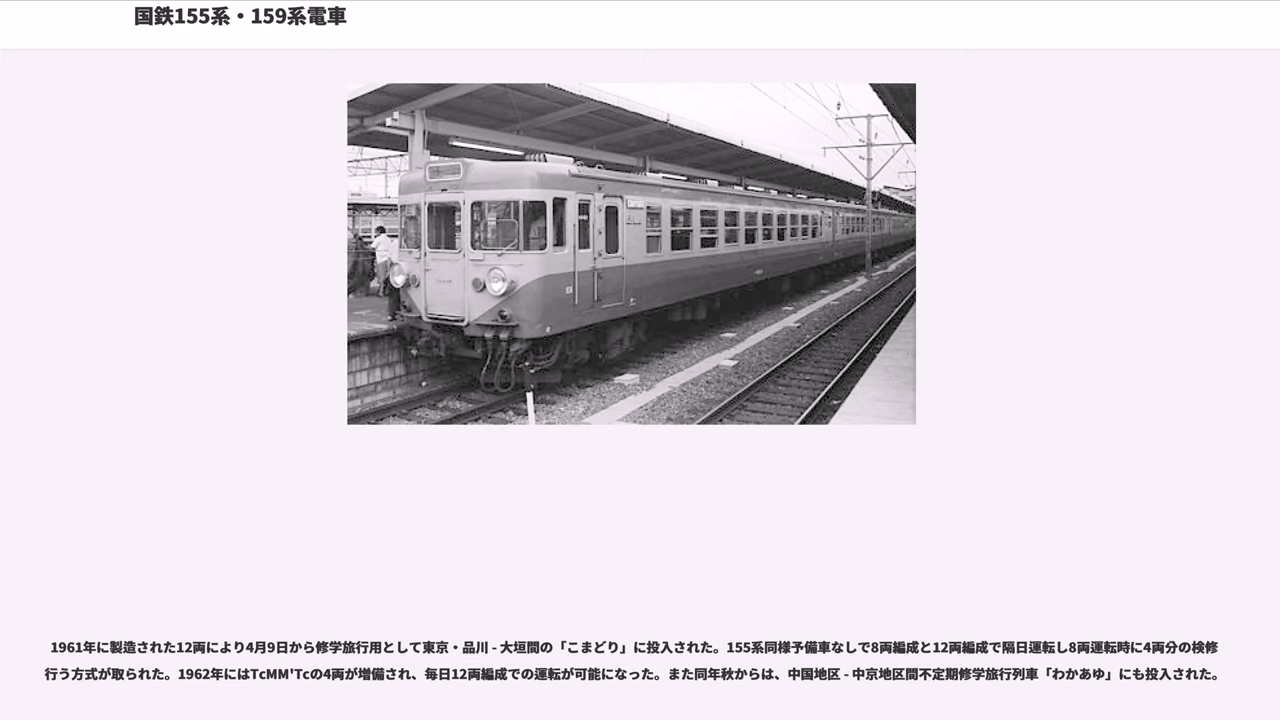 国鉄155系・159系電車
1961年に製造された12両により4月9日から修学旅行用として東京・品川 - 大垣間の「こまどり」に投入された。155系同様予備車なしで8両編成と12両編成で隔日運転し8両運転時に4両分の検修
行う方式が取られた。1962年にはTcMM'Tcの4両が増備され、毎日12両編成での運転が可能になった。また同年秋からは、中国地区 - 中京地区間不定期修学旅行列車「わかあゆ」にも投入された。